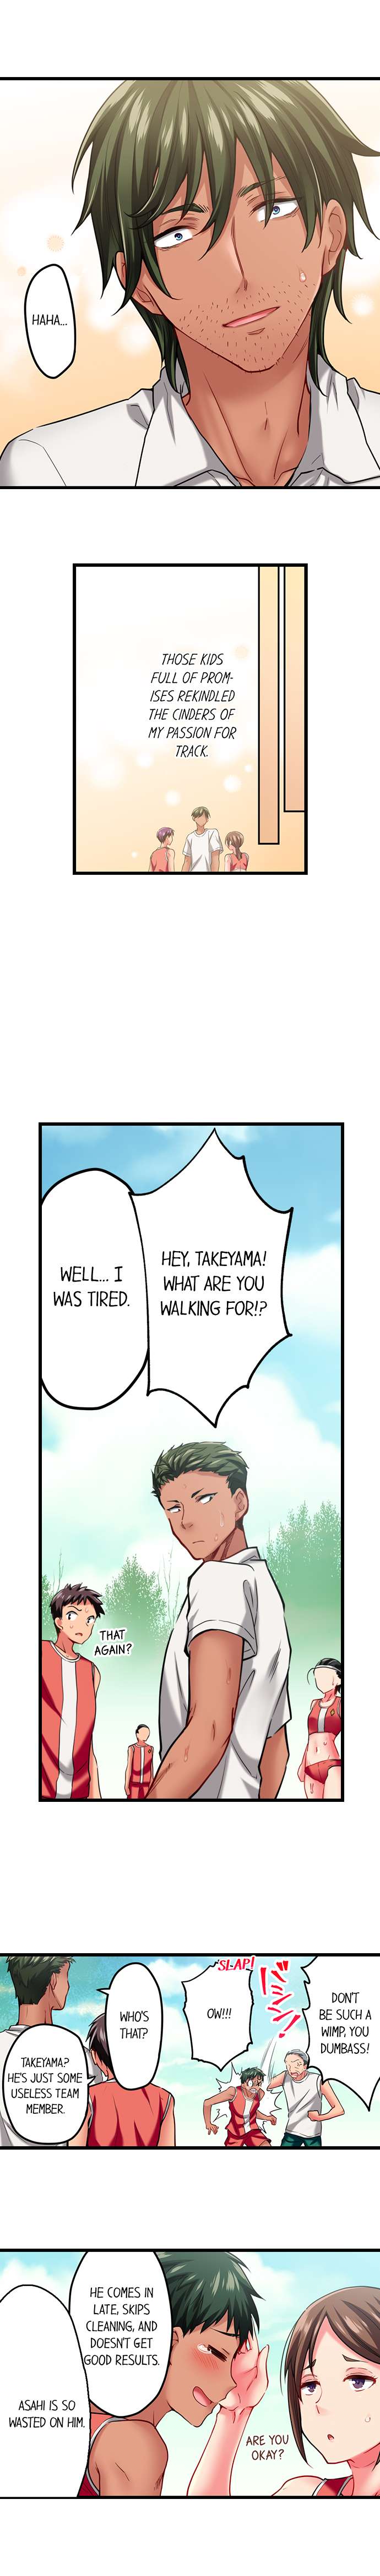 HAHA...
THOSE KIDS
FULL OF PROM-
ISES REKINDLED
THE CINDERS OF
MY PASSION FOR
TRACK.
HEY, TAKEYAMA!
WHAT ARE YOU
WALKING FOR!?
WELL... I
WAS TIRED.
THAT
AGAIN?
DON'T
BE SUCH A
WIMP, YOU
DUMBASS!
SLAP!
バシン!
OW!!!
WHO'S
THAT?
TAKEYAMA?
HE'S JUST SOME
USELESS TEAM
MEMBER.
HE COMES IN
LATE, SKIPS
CLEANING, AND
DOESN'T GET
GOOD RESULTS.
ASAHI IS SO
WASTED ON HIM.
ARE YOU
OKAY?